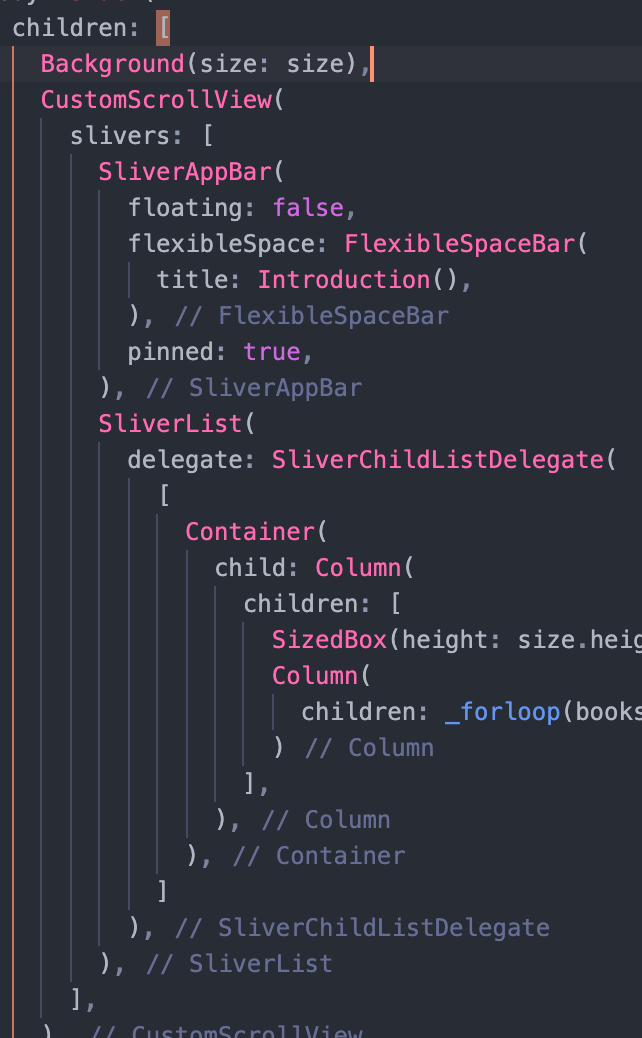 children: [
Background(size: size),
CustomScrollView(
slivers: [
SliverAppBar(
floating: false,
flexibleSpace: FlexibleSpaceBar(
title: Introduction(),
), // FlexibleSpaceBar
pinned: true,
), // SliverAppBar
SliverList(
delegate: SliverChildListDelegate(
[
Container(
child: Column(
children: [
SizedBox(height: size.heig
Column(
children: _forloop(books
) // Column
],
), // Column
), // Container
]
), // SliverChildListDelegate
), // SliverList
],
) // CustomScrollView